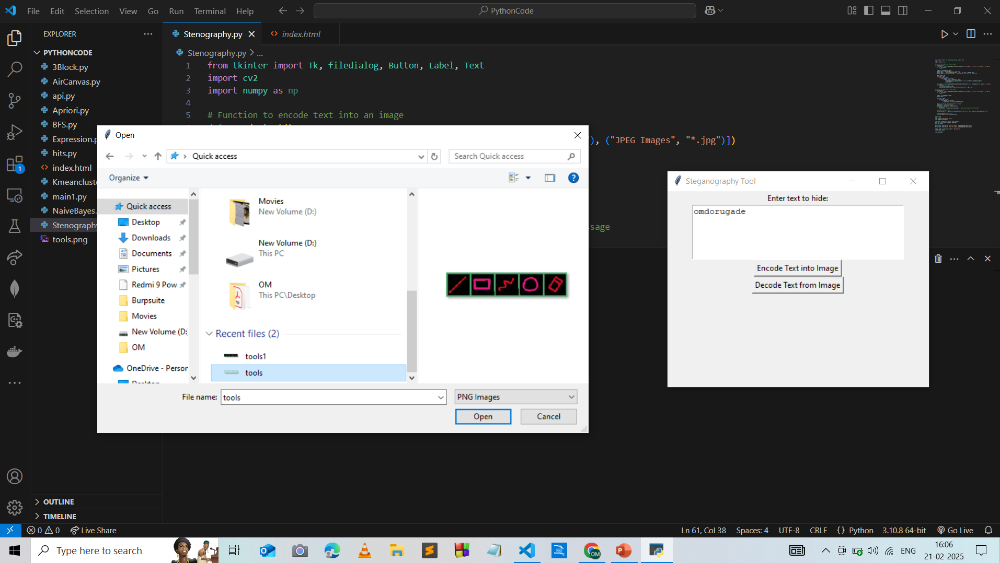 File Edit Selection View Go Run Terminal Help
PythonCode
EXPLORER
Stenography.py
index.html
PYTHONCODE
3Block.py
AirCanvas.py
api.py
Apriori.py
BFS.py
Expression.p
hits.py
index.html
Kmeancluste
main1.py
NaiveBayes.
Stenography
tools.png
OUTLINE
TIMELINE
Stenography.py > ...
1 from tkinter import Tk, filedialog, Button, Label, Text
2 import cv2
3 import numpy as np
4
5 # Function to encode text into an image
), ("JPEG Images", "*.jpg")])
ssage
Open
Quick access
Search Quick access
Organize
Quick access
Desktop
Downloads
Documents
Pictures
Redmi 9 Pow
Burpsuite
Movies
New Volume (D:
OM
OneDrive - Person
Desktop
Movies
New Volume (D:)
New Volume (D:)
This PC
OM
This PC\Desktop
PDF
Recent files (2)
tools1
tools
File name: tools
PNG Images
Open
Cancel
Steganography Tool
Enter text to hide:
omdorugade
Encode Text into Image
Decode Text from Image
1
0 0 Live Share
Ln 61, Col 38 Spaces: 4 UTF-8 CRLF {} Python 3.10.8 64-bit Go Live
Type here to search
OM
ENG
16:06
21-02-2025